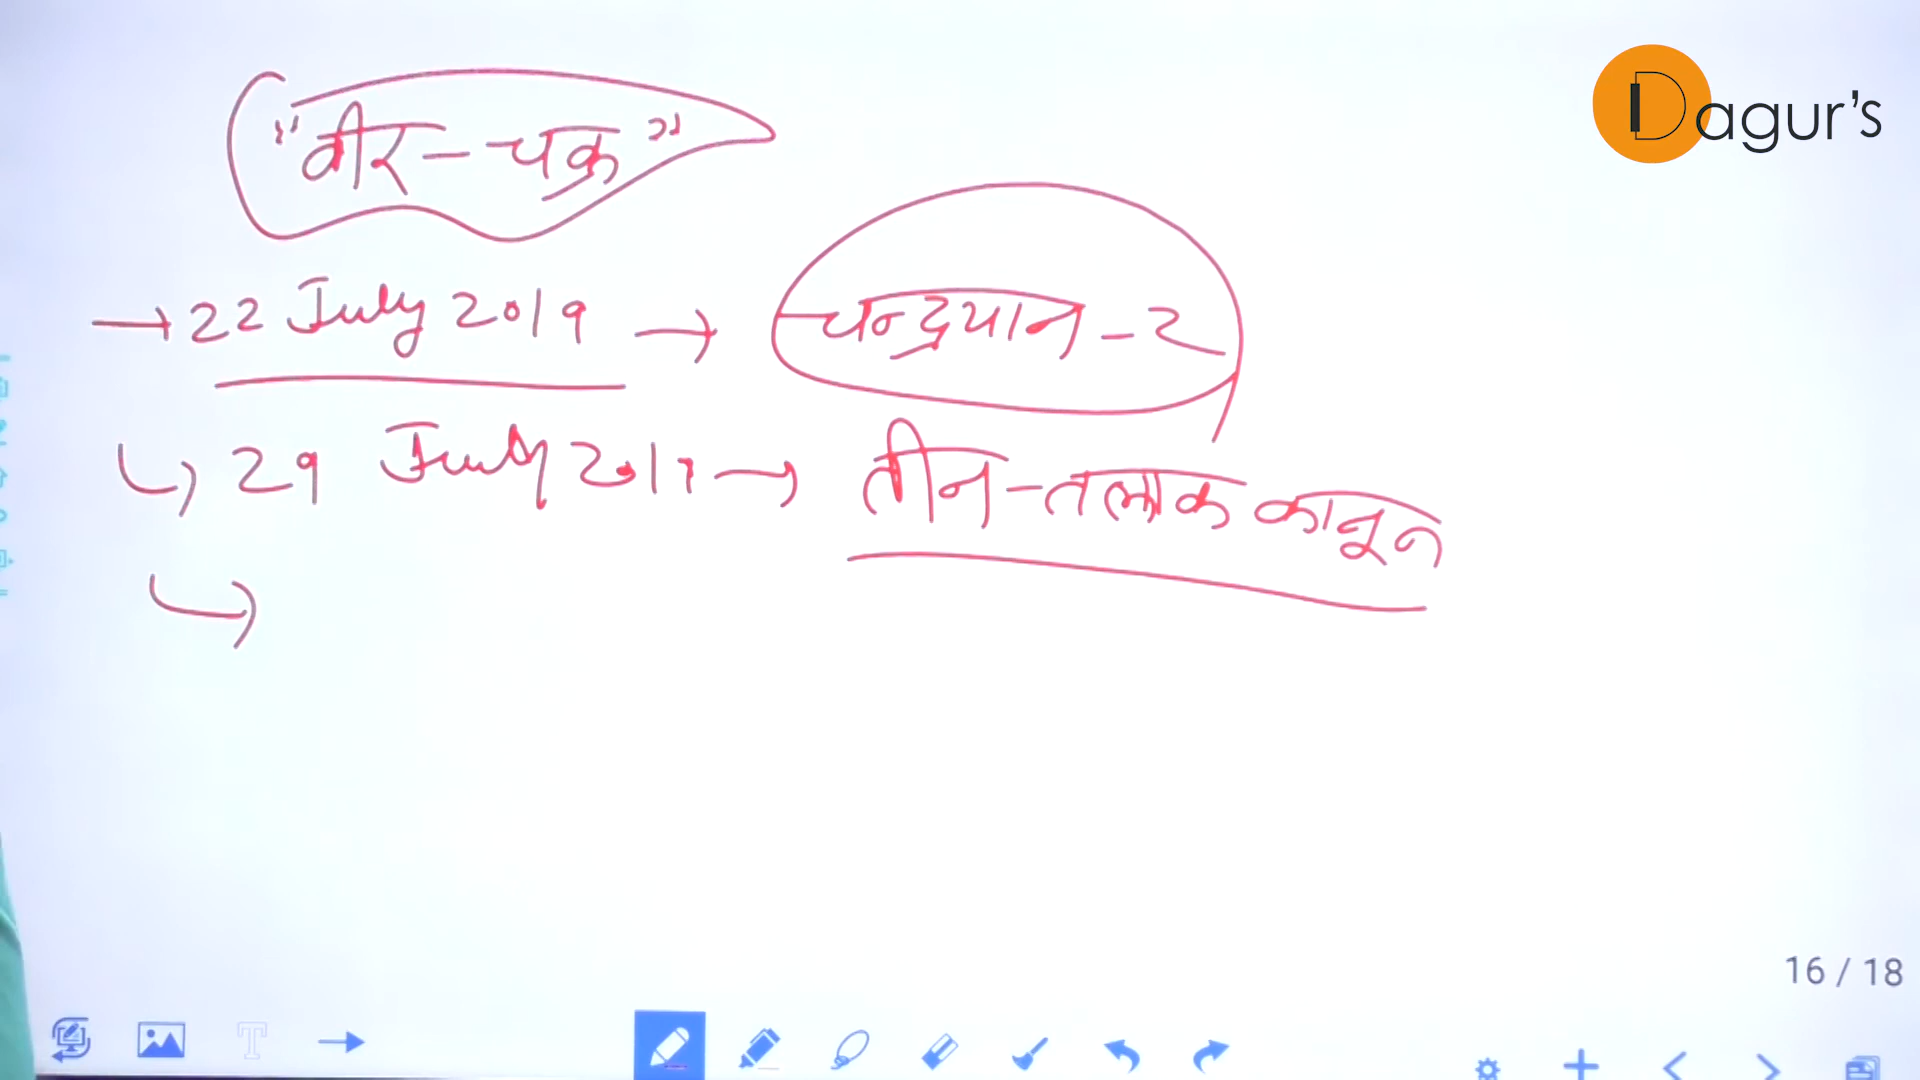 Dagur's
"वीर-चक्र"
→ 22 July 2019 → चन्द्रयान-2
↳ 29 July 2019 → तीन-तलाक कानून
↳
16 / 18